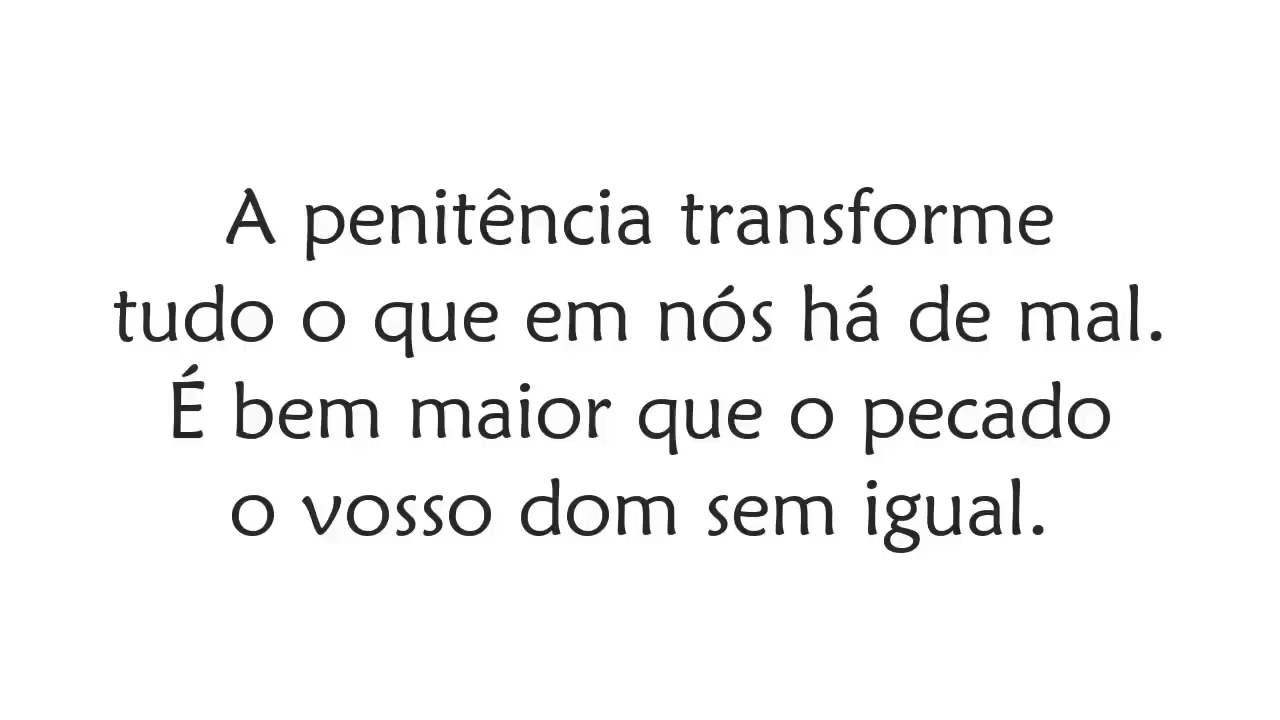 A penitência transforme
tudo o que em nós há de mal.
É bem maior que o pecado
o vosso dom sem igual.